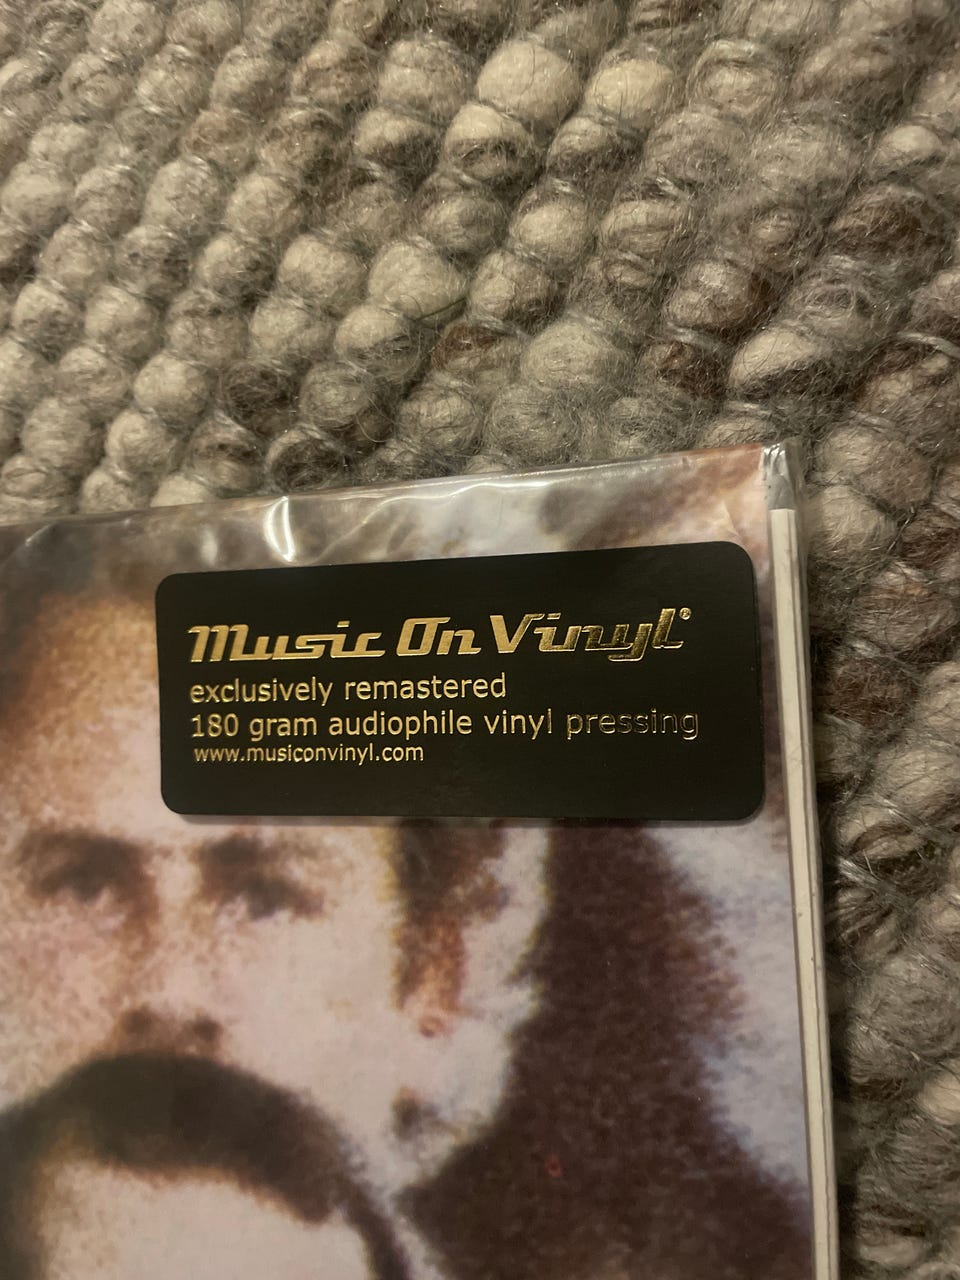 Music On Vinyl®
exclusively remastered
180 gram audiophile vinyl pressing
www.musiconvinyl.com